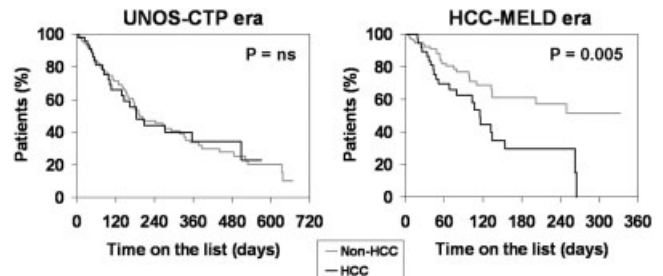 UNOS-CTP era
HCC-MELD era
100
80
60
40
20
0
Patients (%)
P = ns
0 120 240 360 480 600 720
Time on the list (days)
100
80
60
40
20
0
Patients (%)
P = 0.005
0 60 120 180 240 300 360
Time on the list (days)
Non-HCC
HCC